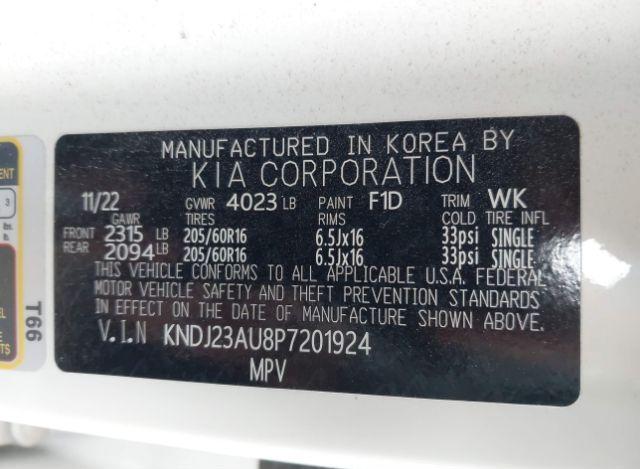 MANUFACTURED IN KOREA BY
KIA CORPORATION
11/22 GVWR 4023 LB PAINT F1D TRIM WK
GAWR TIRES RIMS COLD TIRE INFL
FRONT 2315 LB 205/60R16 6.5Jx16 33psi SINGLE
REAR 2094 LB 205/60R16 6.5Jx16 33psi SINGLE
THIS VEHICLE CONFORMS TO ALL APPLICABLE U.S.A. FEDERAL
MOTOR VEHICLE SAFETY AND THEFT PREVENTION STANDARDS
IN EFFECT ON THE DATE OF MANUFACTURE SHOWN ABOVE.
V.I.N KNDJ23AU8P7201924
MPV
T66
3
lbs.